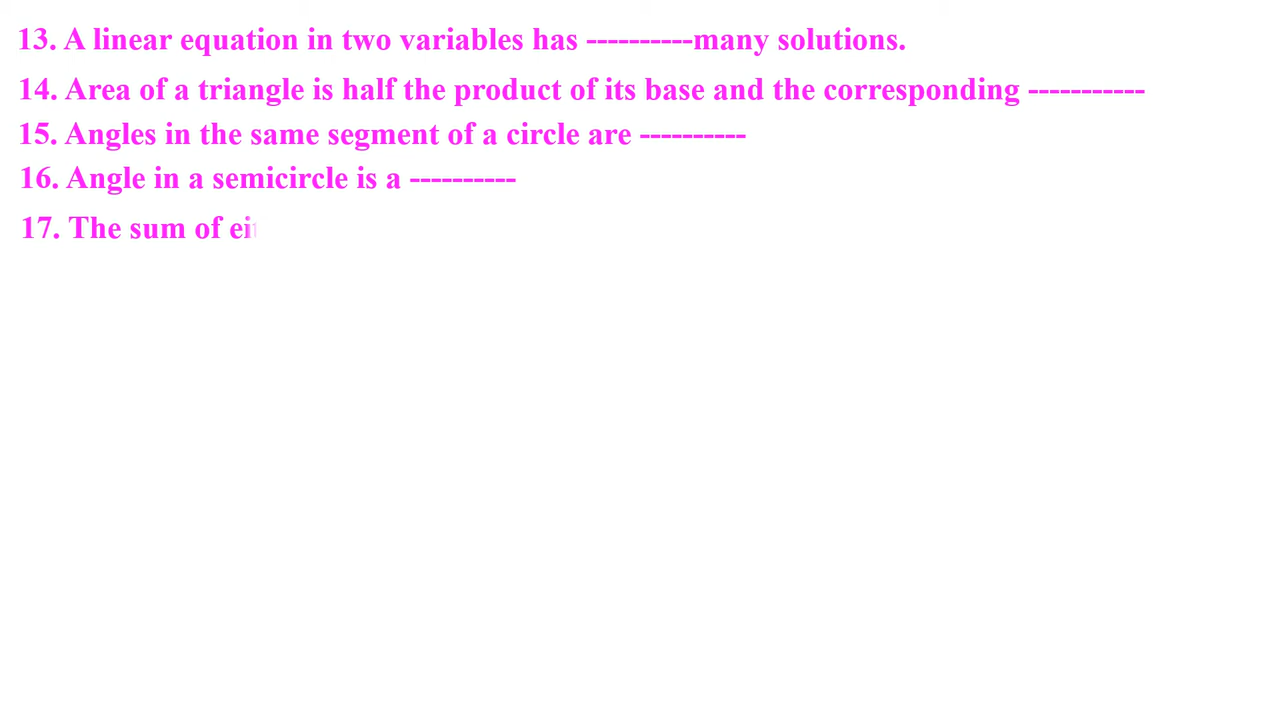 13. A linear equation in two variables has ----------many solutions.
14. Area of a triangle is half the product of its base and the corresponding -----------
15. Angles in the same segment of a circle are ----------
16. Angle in a semicircle is a ----------
17. The sum of